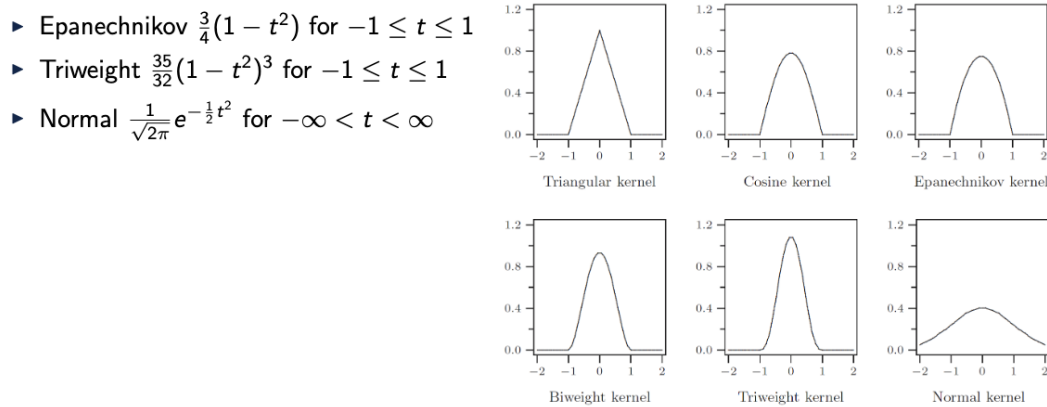 ▶ Epanechnikov 3/4(1 − t²) for −1 ≤ t ≤ 1
▶ Triweight 35/32(1 − t²)³ for −1 ≤ t ≤ 1
▶ Normal 1/√2π e^−½t² for −∞ < t < ∞
1.2 1.2 1.2
0.8 0.8 0.8
0.4 0.4 0.4
0.0 0.0 0.0
−2 −1 0 1 2 −2 −1 0 1 2 −2 −1 0 1 2
Triangular kernel Cosine kernel Epanechnikov kernel
1.2 1.2 1.2
0.8 0.8 0.8
0.4 0.4 0.4
0.0 0.0 0.0
−2 −1 0 1 2 −2 −1 0 1 2 −2 −1 0 1 2
Biweight kernel Triweight kernel Normal kernel